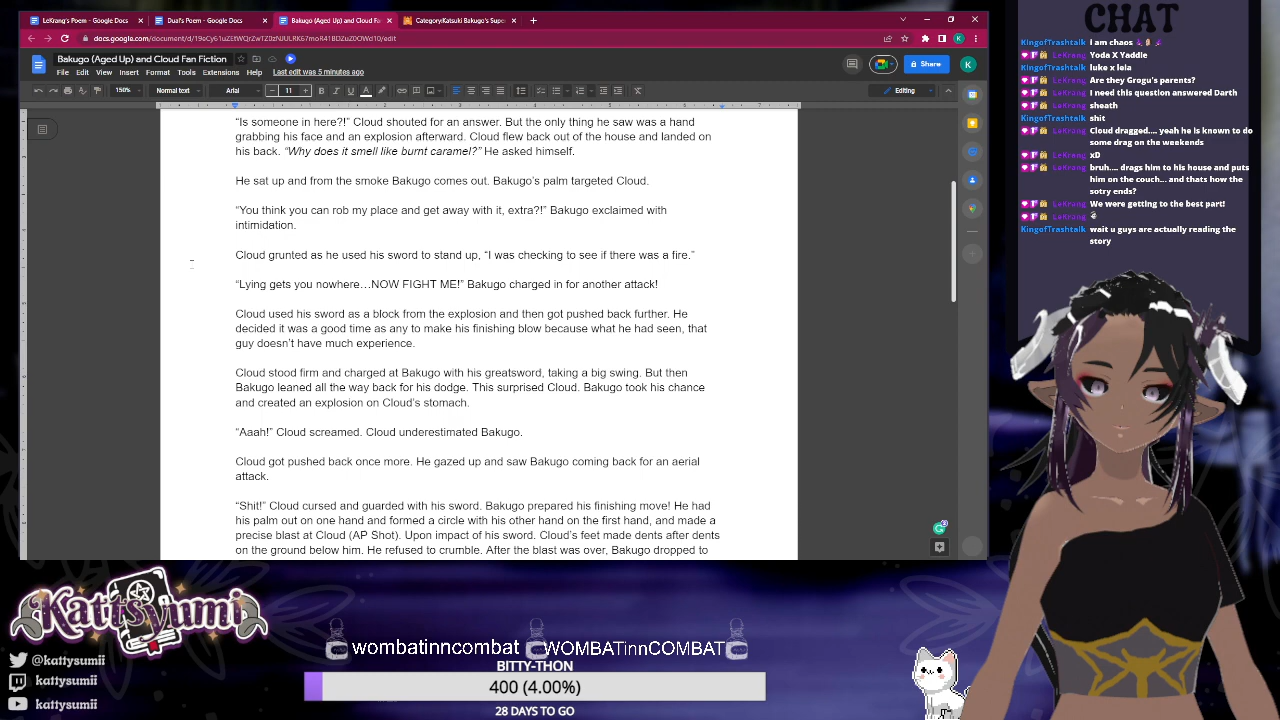 LeKrang's Poem - Google Docs
Dual's Poem - Google Docs
Bakugo (Aged Up) and Cloud Fan
Category:Katsuki Bakugo's Supe
docs.google.com/document/d/
/edit
Bakugo (Aged Up) and Cloud Fan Fiction
File Edit View Insert Format Tools Extensions Help Last edit was 5 minutes ago
Share
K
150%
Normal text
Arial
11
Editing
“Is someone in here?!” Cloud shouted for an answer. But the only thing he saw was a hand
grabbing his face and an explosion afterward. Cloud flew back out of the house and landed on
his back. “Why does it smell like burnt caramel?” He asked himself.
He sat up and from the smoke Bakugo comes out. Bakugo’s palm targeted Cloud.
“You think you can rob my place and get away with it, extra?!” Bakugo exclaimed with
intimidation.
Cloud grunted as he used his sword to stand up, “I was checking to see if there was a fire.”
“Lying gets you nowhere…NOW FIGHT ME!” Bakugo charged in for another attack!
Cloud used his sword as a block from the explosion and then got pushed back further. He
decided it was a good time as any to make his finishing blow because what he had seen, that
guy doesn’t have much experience.
Cloud stood firm and charged at Bakugo with his greatsword, taking a big swing. But then
Bakugo leaned all the way back for his dodge. This surprised Cloud. Bakugo took his chance
and created an explosion on Cloud’s stomach.
“Aaah!” Cloud screamed. Cloud underestimated Bakugo.
Cloud got pushed back once more. He gazed up and saw Bakugo coming back for an aerial
attack.
“Shit!” Cloud cursed and guarded with his sword. Bakugo prepared his finishing move! He had
his palm out on one hand and formed a circle with his other hand on the first hand, and made a
precise blast at Cloud (AP Shot). Upon impact of his sword. Cloud’s feet made dents after dents
on the ground below him. He refused to crumble. After the blast was over, Bakugo dropped to
CHAT
KingofTrashtalk I am chaos
LeKrang Yoda X Yaddle
KingofTrashtalk luke x lola
LeKrang Are they Grogu's parents?
LeKrang I need this question answered Darth
LeKrang sheath
KingofTrashtalk shit
LeKrang Cloud dragged.... yeah he is known to do
some drag on the weekends
LeKrang xD
LeKrang bruh.... drags him to his house and puts
him on the couch... and thats how the
sotry ends?
LeKrang We were getting to the best part!
LeKrang
KingofTrashtalk wait u guys are actually reading the
story
Kattsyumi
@kattysumii
kattysumii
kattysumii
wombatinncombat
WOMBATinnCOMBAT
BITTY-THON
400 (4.00%)
28 DAYS TO GO